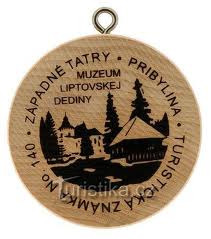 ZÁPADNÉ TATRY · PRIBYLINA ·
MUZEUM
LIPTOVSKEJ
DEDINY
TURISTICKÁ ZNÁMKA No. 140 ·
Turistika.cz